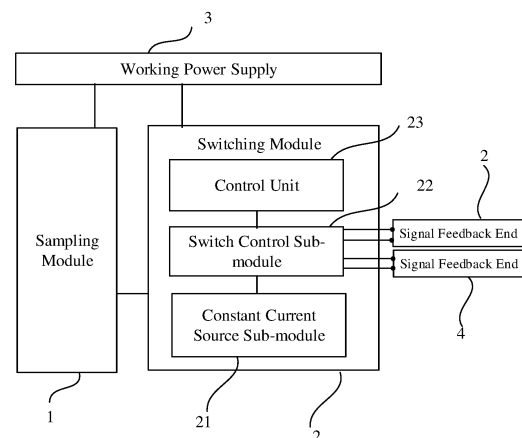 3
Working Power Supply
Switching Module
23
Control Unit
22
2
Sampling
Module
Switch Control Sub-
module
Signal Feedback End
Signal Feedback End
Constant Current
Source Sub-module
4
1
21
2